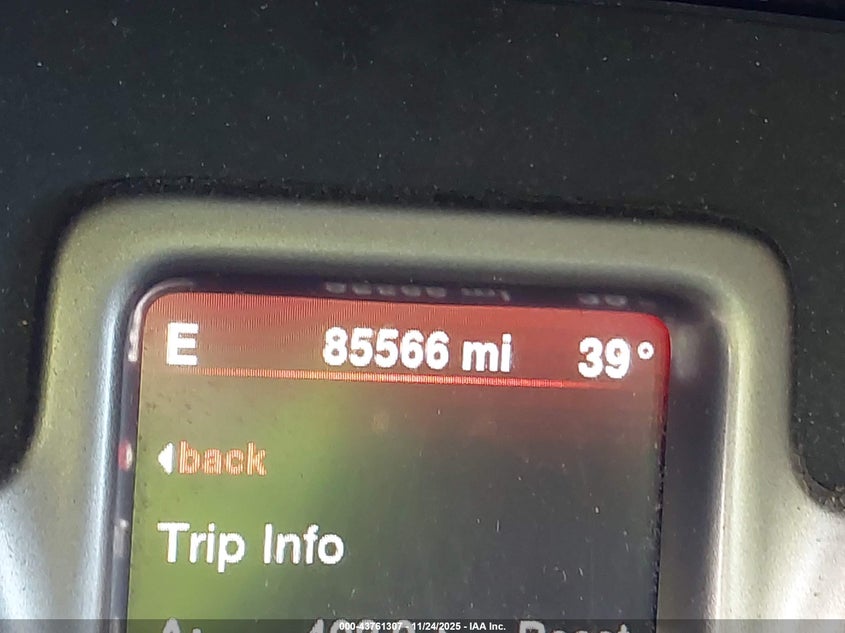 E 85566 mi 39°
back
Trip Info
000-43761307 - 11/24/2025 - IAA Inc.